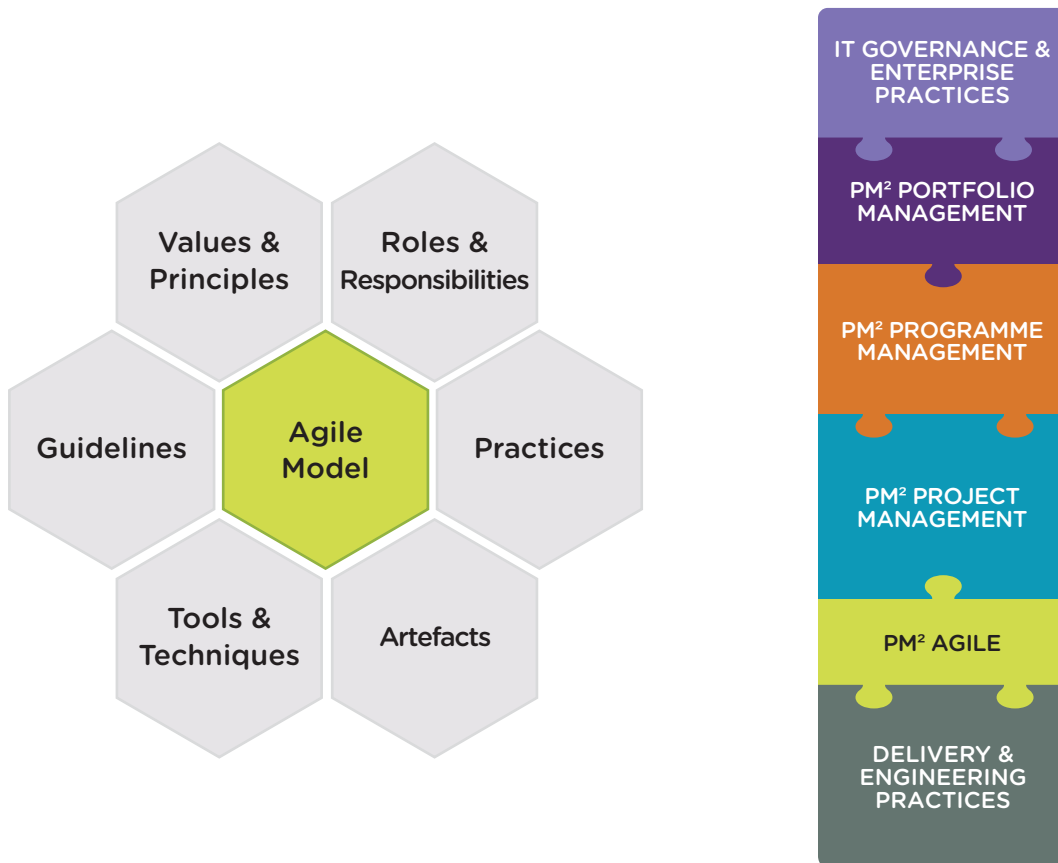 Values &
Principles
Roles &
Responsibilities
Guidelines
Agile
Model
Practices
Tools &
Techniques
Artefacts
IT GOVERNANCE &
ENTERPRISE
PRACTICES
PM² PORTFOLIO
MANAGEMENT
PM² PROGRAMME
MANAGEMENT
PM² PROJECT
MANAGEMENT
PM² AGILE
DELIVERY &
ENGINEERING
PRACTICES